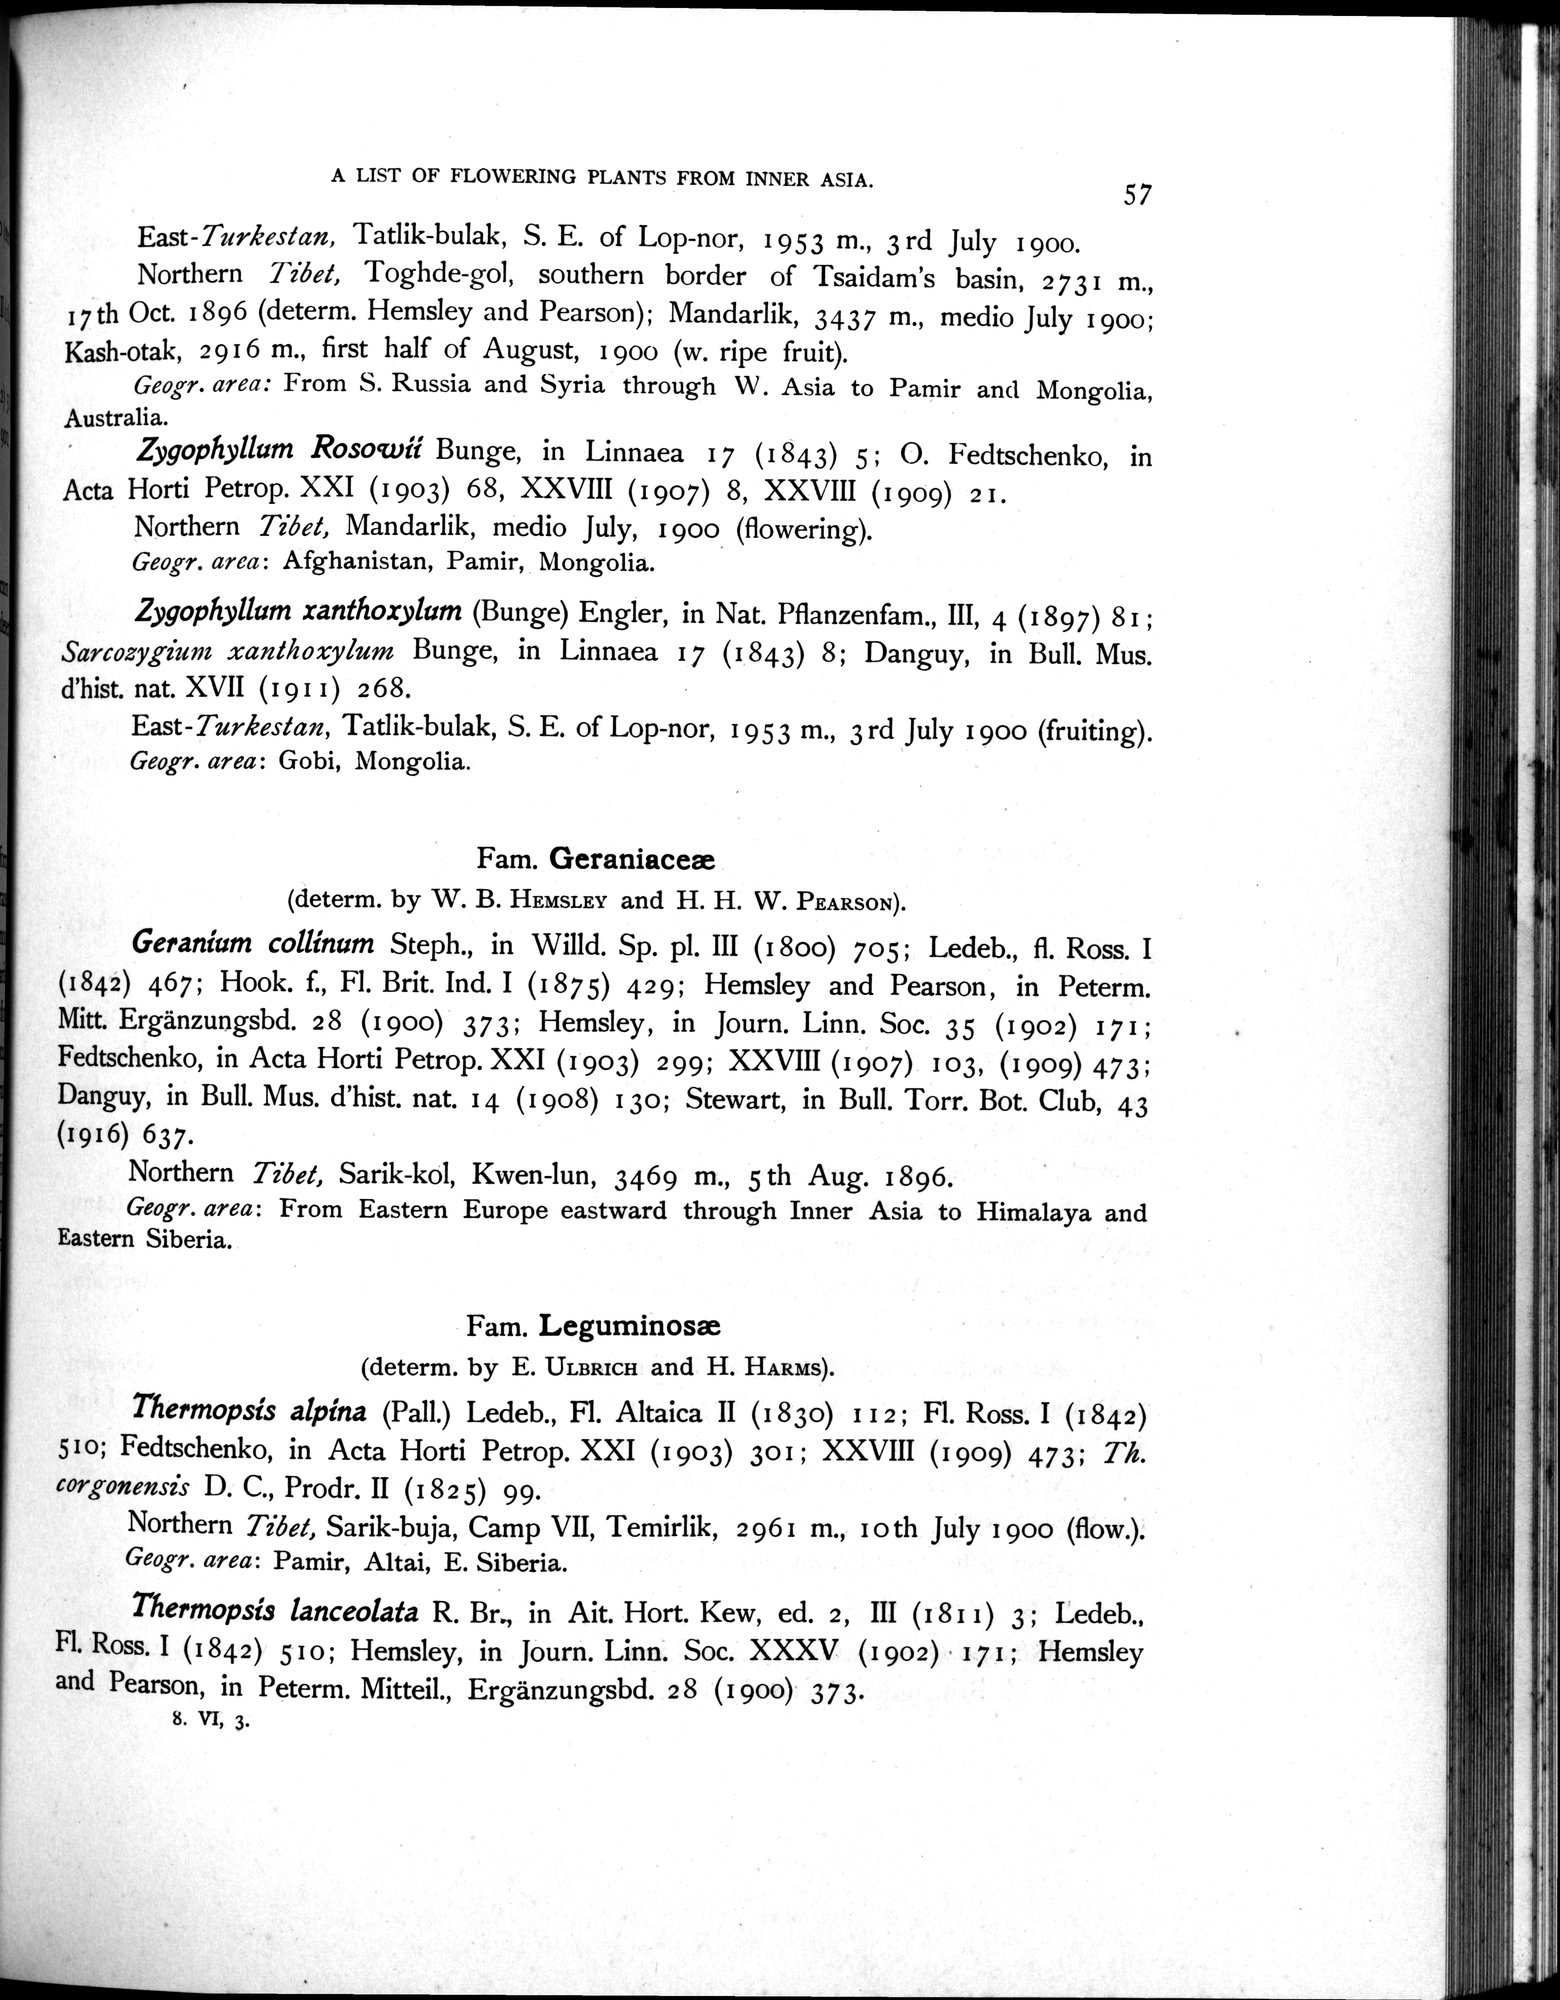 A LIST OF FLOWERING PLANTS FROM INNER ASIA.
57
East-Turkestan, Tatlik-bulak, S. E. of Lop-nor, 1953 m., 3rd July 1900.
Northern Tibet, Toghde-gol, southern border of Tsaidam's basin, 2731 m.,
17th Oct. 1896 (determ. Hemsley and Pearson); Mandarlik, 3437 m., medio July 1900;
Kash-otak, 2916 m., first half of August, 1900 (w. ripe fruit).
Geogr. area: From S. Russia and Syria through W. Asia to Pamir and Mongolia,
Australia.
Zygophyllum Rosowii Bunge, in Linnaea 17 (1843) 5; O. Fedtschenko, in
Acta Horti Petrop. XXI (1903) 68, XXVIII (1907) 8, XXVIII (1909) 21.
Northern Tibet, Mandarlik, medio July, 1900 (flowering).
Geogr. area: Afghanistan, Pamir, Mongolia.
Zygophyllum xanthoxylum (Bunge) Engler, in Nat. Pflanzenfam., III, 4 (1897) 81;
Sarcozygium xanthoxylum Bunge, in Linnaea 17 (1843) 8; Danguy, in Bull. Mus.
d'hist. nat. XVII (1911) 268.
East-Turkestan, Tatlik-bulak, S. E. of Lop-nor, 1953 m., 3rd July 1900 (fruiting).
Geogr. area: Gobi, Mongolia.
Fam. Geraniaceæ
(determ. by W. B. HEMSLEY and H. H. W. PEARSON).
Geranium collinum Steph., in Willd. Sp. pl. III (1800) 705; Ledeb., fl. Ross. I
(1842) 467; Hook. f., Fl. Brit. Ind. I (1875) 429; Hemsley and Pearson, in Peterm.
Mitt. Ergänzungsbd. 28 (1900) 373; Hemsley, in Journ. Linn. Soc. 35 (1902) 171;
Fedtschenko, in Acta Horti Petrop. XXI (1903) 299; XXVIII (1907) 103, (1909) 473;
Danguy, in Bull. Mus. d'hist. nat. 14 (1908) 130; Stewart, in Bull. Torr. Bot. Club, 43
(1916) 637.
Northern Tibet, Sarik-kol, Kwen-lun, 3469 m., 5th Aug. 1896.
Geogr. area: From Eastern Europe eastward through Inner Asia to Himalaya and
Eastern Siberia.
Fam. Leguminosæ
(determ. by E. ULBRICH and H. HARMS).
Thermopsis alpina (Pall.) Ledeb., Fl. Altaica II (1830) 112; Fl. Ross. I (1842)
510; Fedtschenko, in Acta Horti Petrop. XXI (1903) 301; XXVIII (1909) 473; Th.
corgonensis D. C., Prodr. II (1825) 99.
Northern Tibet, Sarik-buja, Camp VII, Temirlik, 2961 m., 10th July 1900 (flow.).
Geogr. area: Pamir, Altai, E. Siberia.
Thermopsis lanceolata R. Br., in Ait. Hort. Kew, ed. 2, III (1811) 3; Ledeb.,
Fl. Ross. I (1842) 510; Hemsley, in Journ. Linn. Soc. XXXV (1902) 171; Hemsley
and Pearson, in Peterm. Mitteil., Ergänzungsbd. 28 (1900) 373.
8. VI, 3.